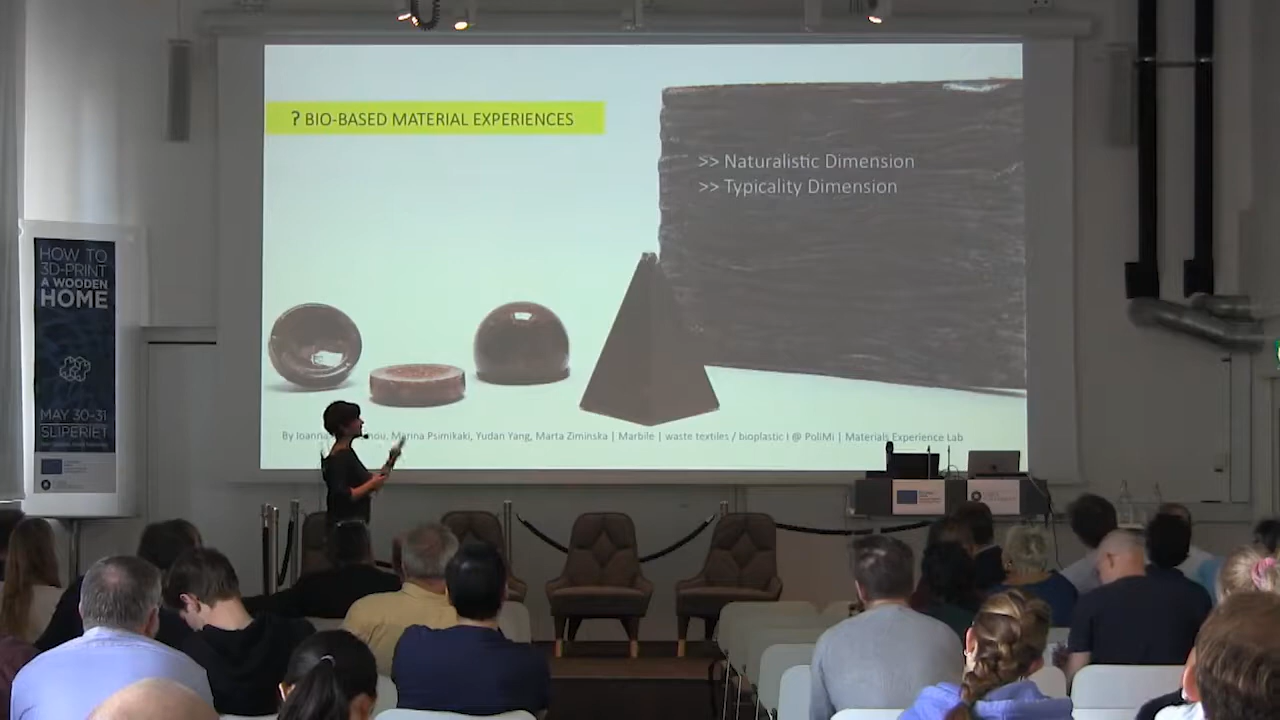 ? BIO-BASED MATERIAL EXPERIENCES
>> Naturalistic Dimension
>> Typicality Dimension
HOW TO
3D-PRINT
A WOODEN
HOME
MAY 30-31
SLIPERIET
By Ioanna Psimikaki, Yudan Yang, Marta Ziminska | Marbile | waste textiles / bioplastic I @ PoliMi | Materials Experience Lab